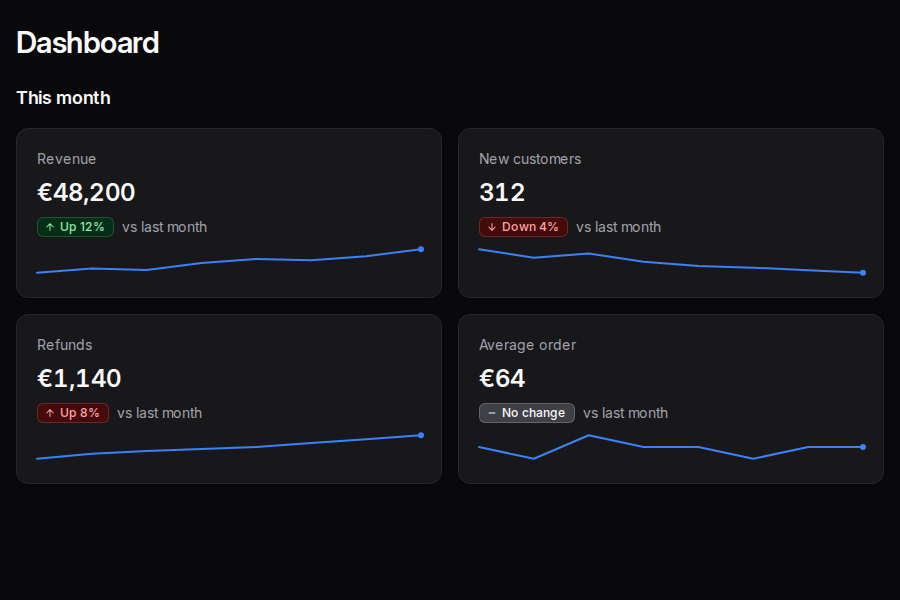 Dashboard
This month
Revenue
€48,200
↑ Up 12% vs last month
New customers
312
↓ Down 4% vs last month
Refunds
€1,140
↑ Up 8% vs last month
Average order
€64
– No change vs last month